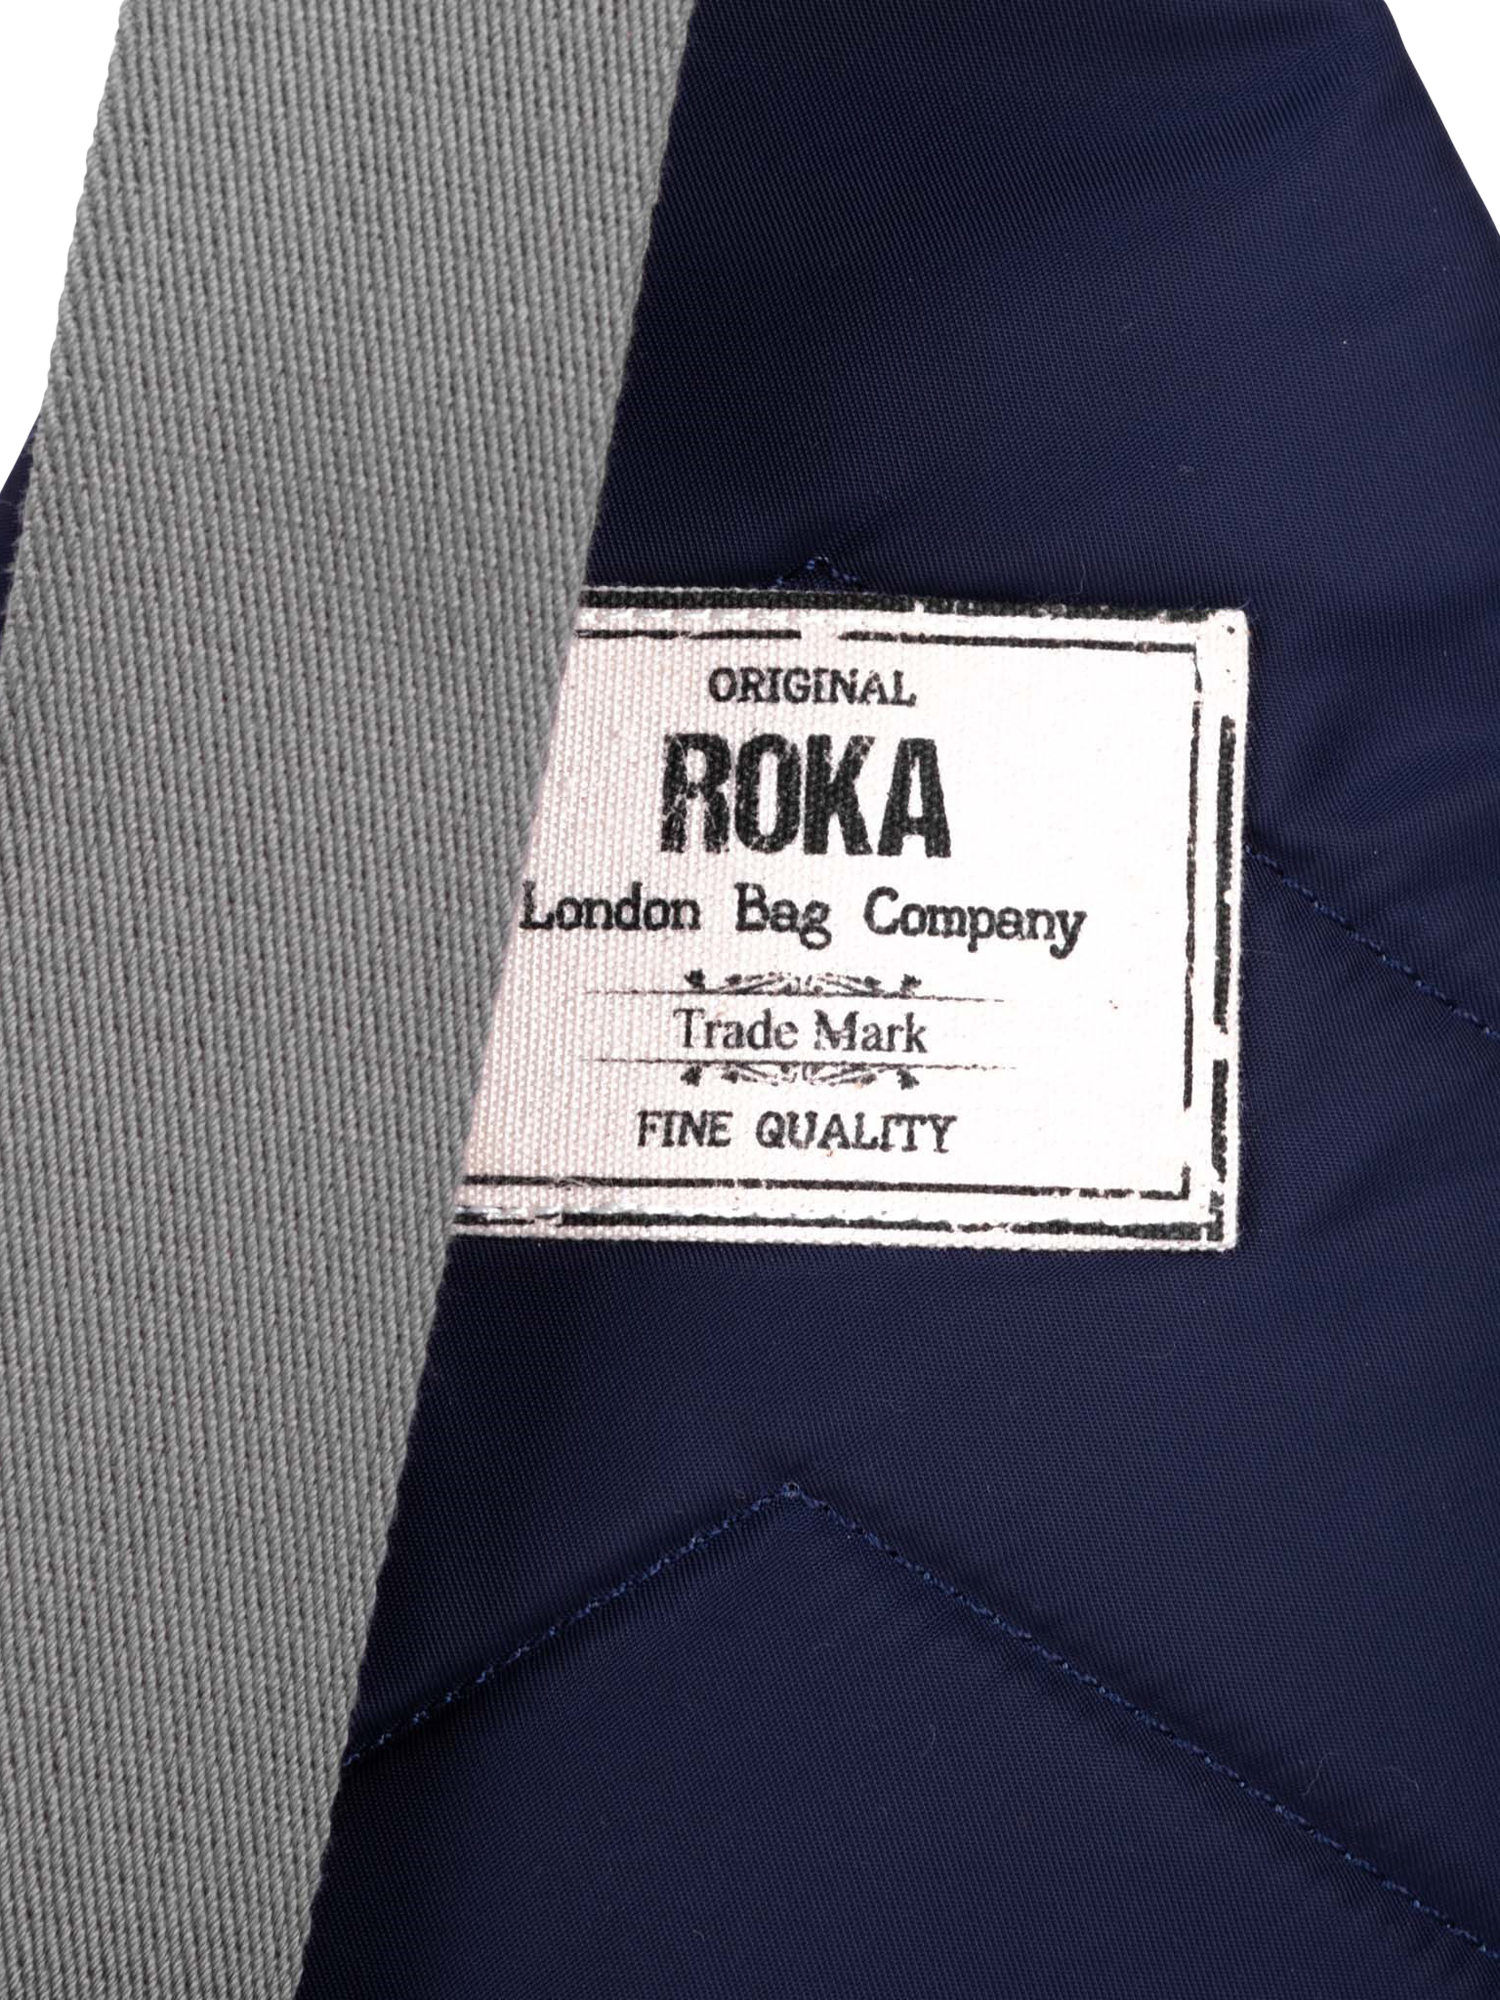 ORIGINAL
ROKA
London Bag Company
Trade Mark
FINE QUALITY